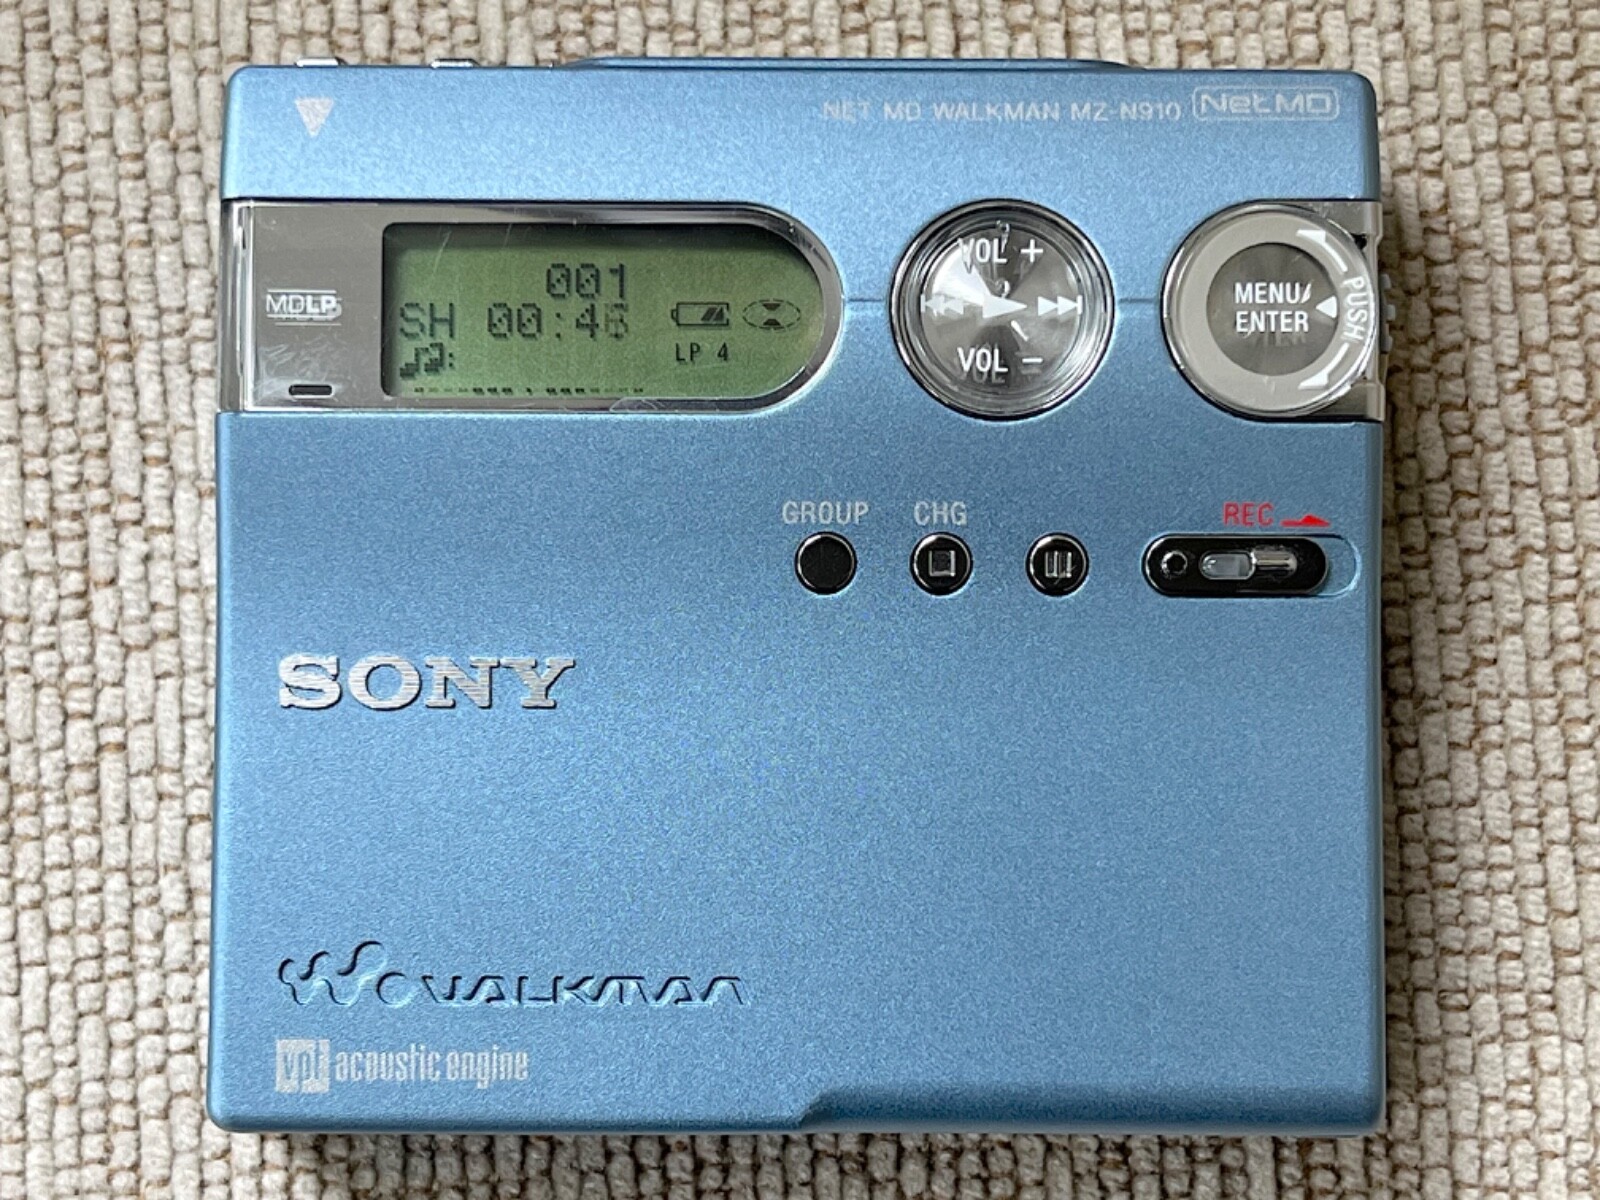 NET MD WALKMAN MZ-N910 NetMD
MDLP
001
SH 00:46
LP 4
VOL +
VOL −
MENU/
ENTER
PUSH
GROUP CHG REC
SONY
WALKMAN
vpt acoustic engine